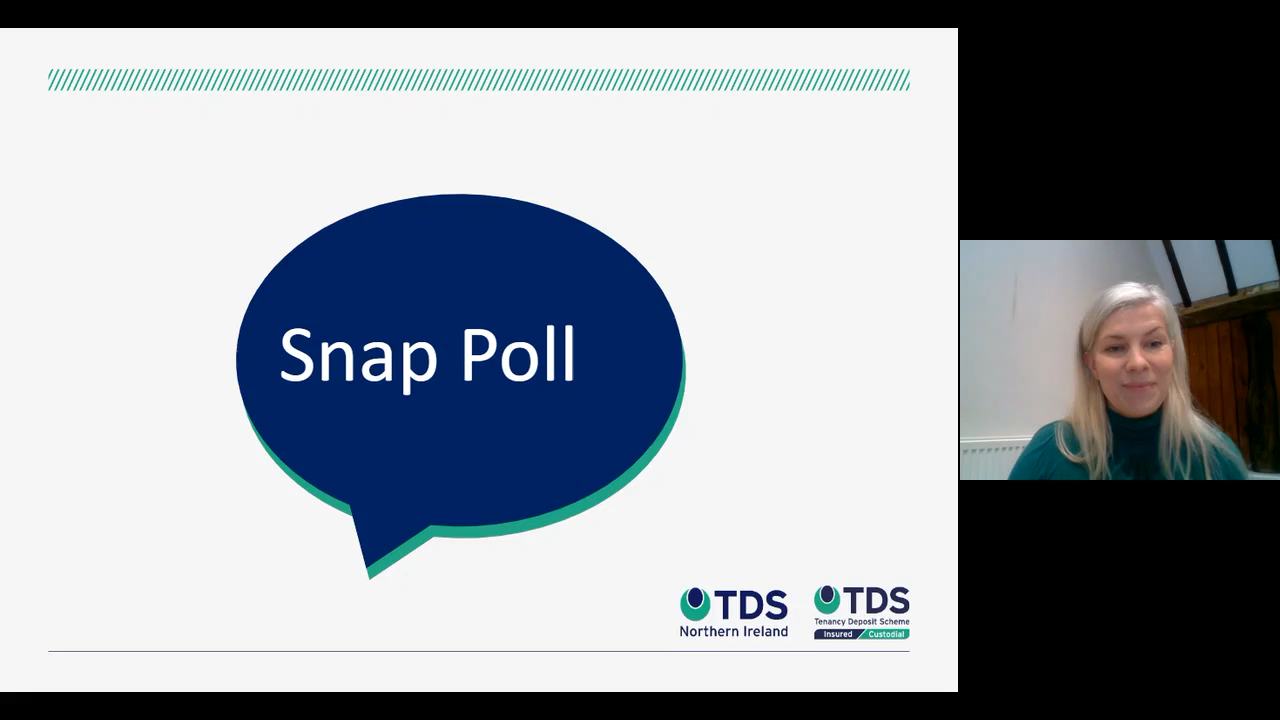 Snap Poll
TDS
Northern Ireland
TDS
Tenancy Deposit Scheme
Insured Custodial